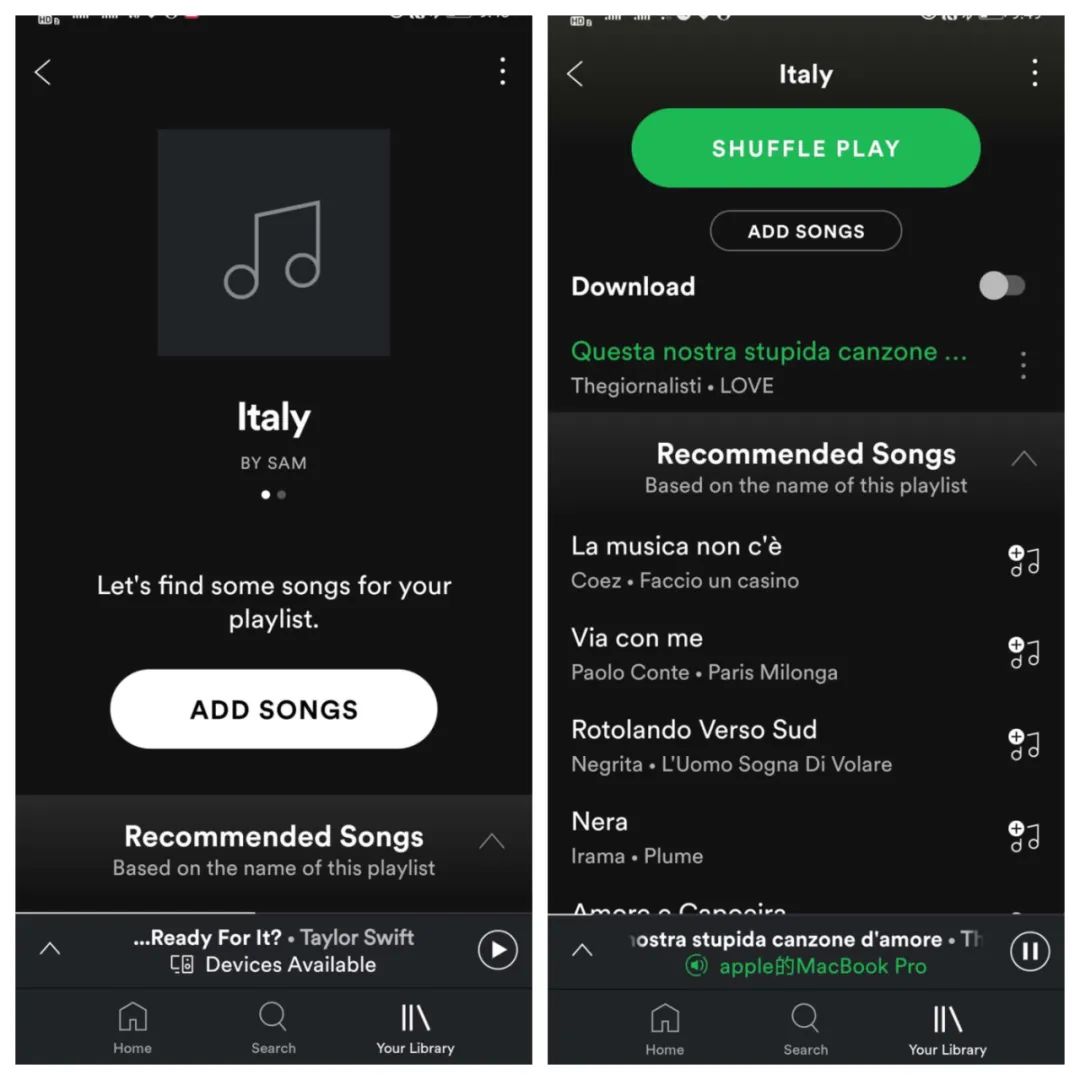 Italy
BY SAM
Let's find some songs for your
playlist.
ADD SONGS
Recommended Songs
Based on the name of this playlist
...Ready For It? • Taylor Swift
Devices Available
Home
Search
Your Library
Italy
SHUFFLE PLAY
ADD SONGS
Download
Questa nostra stupida canzone ...
Thegiornalisti • LOVE
Recommended Songs
Based on the name of this playlist
La musica non c'è
Coez • Faccio un casino
Via con me
Paolo Conte • Paris Milonga
Rotolando Verso Sud
Negrita • L'Uomo Sogna Di Volare
Nera
Irama • Plume
Amore e Capoeira
nostra stupida canzone d'amore • Th
apple的MacBook Pro
Home
Search
Your Library